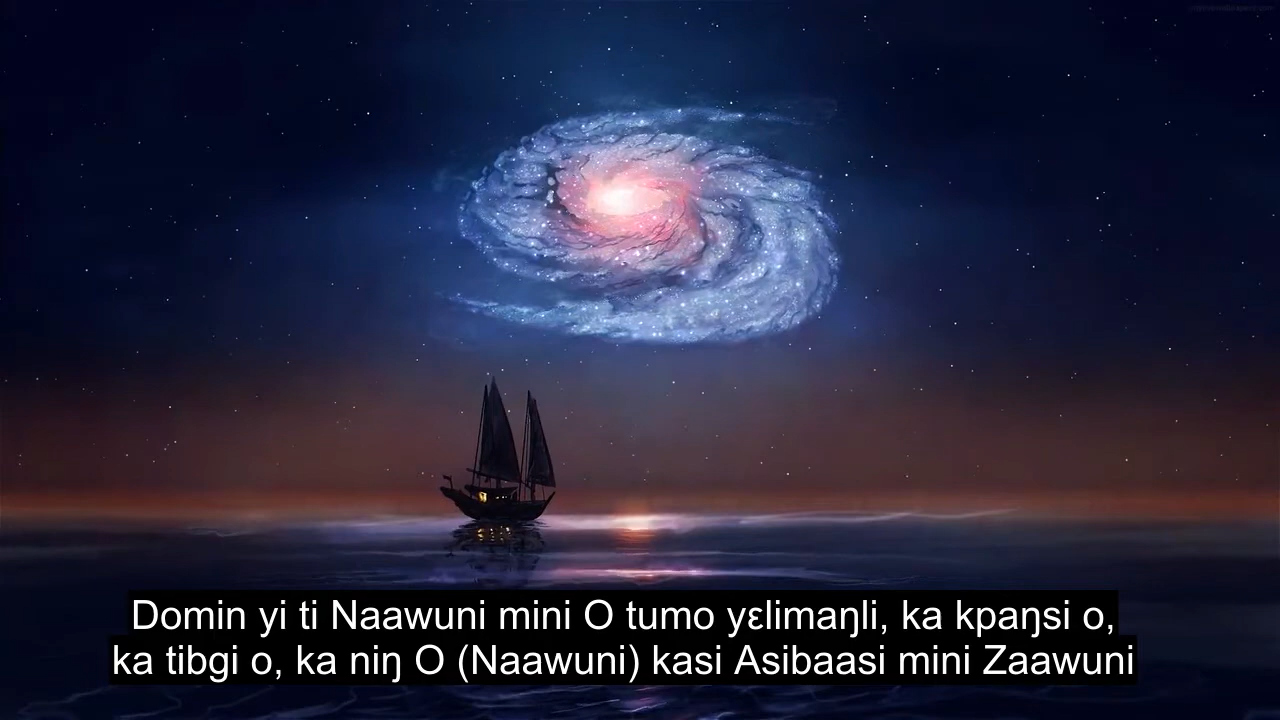 Domin yi ti Naawuni mini O tumo yɛlimaŋli, ka kpaŋsi o,
ka tibgi o, ka niŋ O (Naawuni) kasi Asibaasi mini Zaawuni